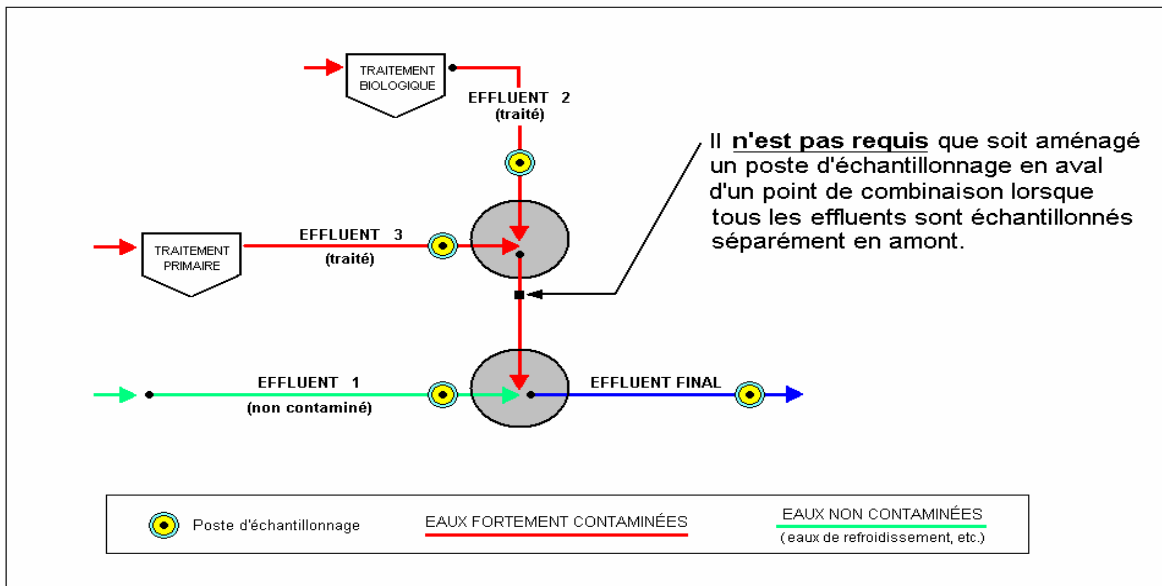 TRAITEMENT
BIOLOGIQUE
EFFLUENT 2
(traité)
Il n'est pas requis que soit aménagé
un poste d'échantillonnage en aval
d'un point de combinaison lorsque
tous les effluents sont échantillonnés
séparément en amont.
TRAITEMENT
PRIMAIRE
EFFLUENT 3
(traité)
EFFLUENT 1
(non contaminé)
EFFLUENT FINAL
Poste d'échantillonnage
EAUX FORTEMENT CONTAMINÉES
EAUX NON CONTAMINÉES
(eaux de refroidissement, etc.)